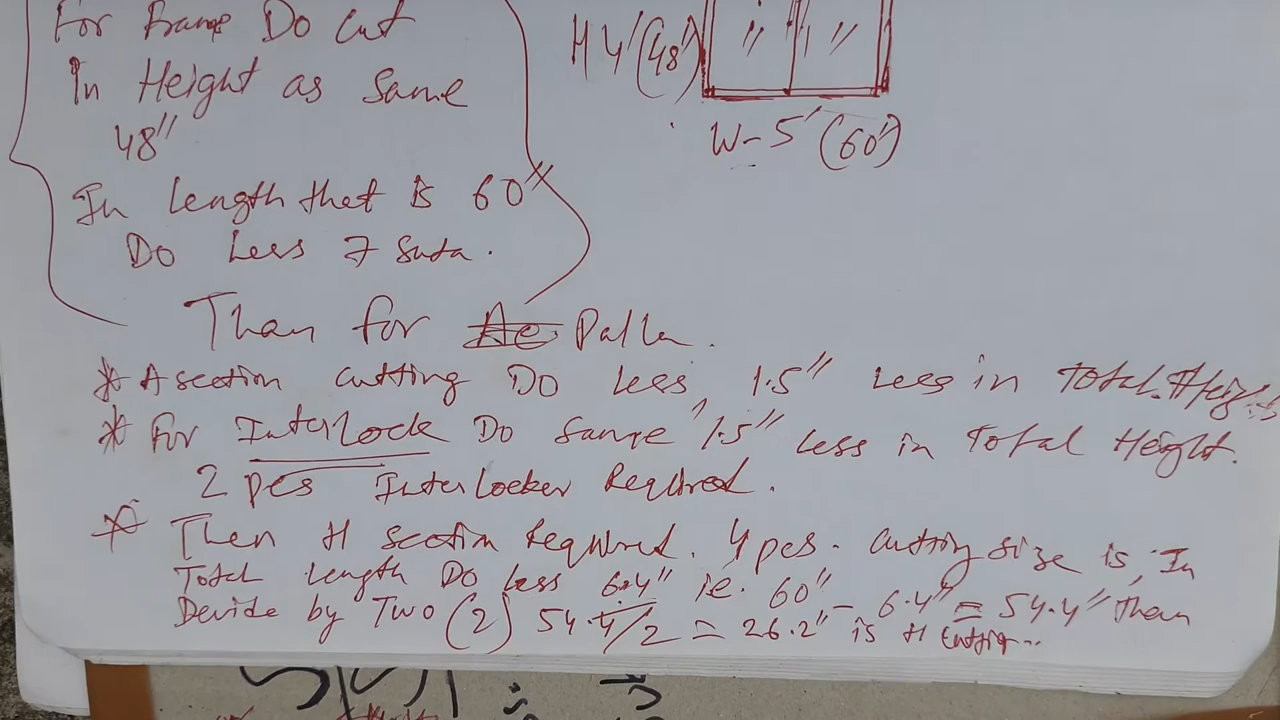 For Frame Do Cut
In Height as same
48"
In Length that is 60"
Do Less 7 Suta.
H 4' (48")
W- 5' (60")
Than for Palla.
* A section cutting Do Less, 1.5" Less in Total Height
* For Interlock Do Same 1.5" Less in Total Height.
2 pcs Interlocker Required.
* Then H section Required. 4 pcs. Cutting size is, In
Total Length Do Less 6.4" i.e. 60" - 6.4" = 54.4" than
Devide by Two (2) 54.4/2 = 26.2" is H Cutting..